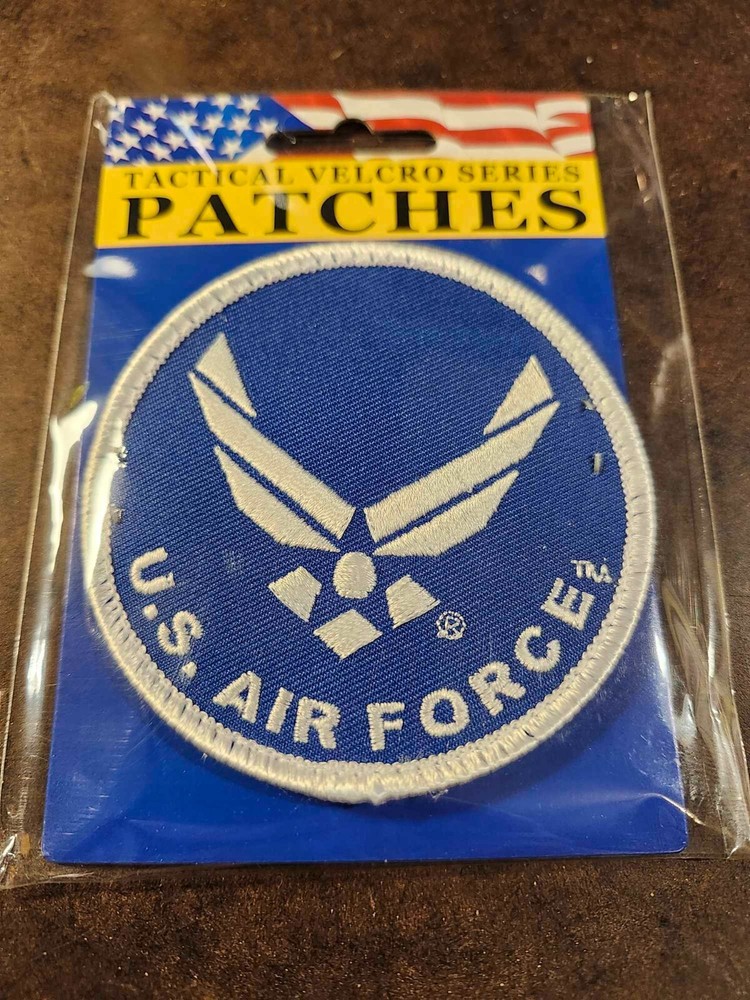 TACTICAL VELCRO SERIES
PATCHES
®
U.S. AIR FORCE™